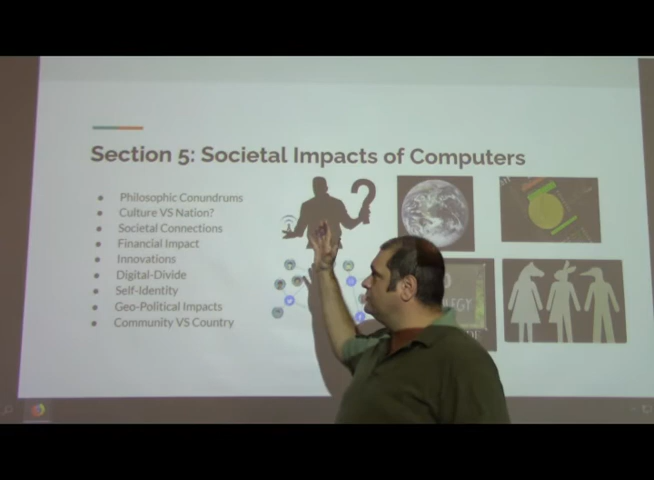 Section 5: Societal Impacts of Computers
Philosophic Conundrums
Culture VS Nation?
Societal Connections
Financial Impact
Innovations
Digital-Divide
Self-Identity
Geo-Political Impacts
Community VS Country